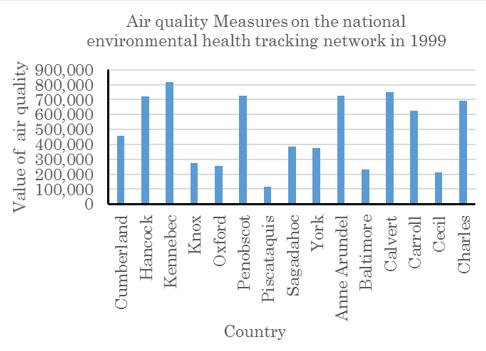 Air quality Measures on the national
environmental health tracking network in 1999
Value of air quality
900,000
800,000
700,000
600,000
500,000
400,000
300,000
200,000
100,000
0
Cumberland
Hancock
Kennebec
Knox
Oxford
Penobscot
Piscataquis
Sagadahoc
York
Anne Arundel
Baltimore
Calvert
Carroll
Cecil
Charles
Country